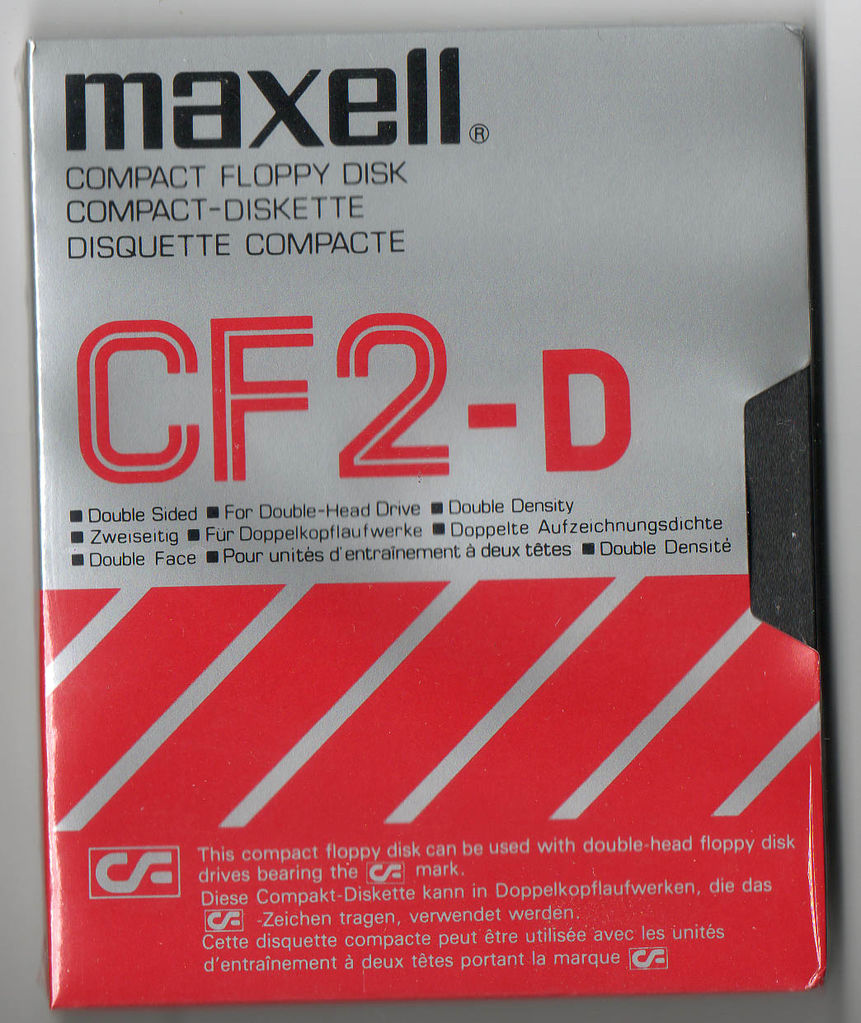 maxell®
COMPACT FLOPPY DISK
COMPACT-DISKETTE
DISQUETTE COMPACTE
CF2-D
■ Double Sided ■ For Double-Head Drive ■ Double Density
■ Zweiseitig ■ Für Doppelkopflaufwerke ■ Doppelte Aufzeichnungsdichte
■ Double Face ■ Pour unités d'entraînement à deux têtes ■ Double Densité
This compact floppy disk can be used with double-head floppy disk
drives bearing the CF mark.
Diese Compakt-Diskette kann in Doppelkopflaufwerken, die das
CF -Zeichen tragen, verwendet werden.
Cette disquette compacte peut être utilisée avec les unités
d'entraînement à deux têtes portant la marque CF